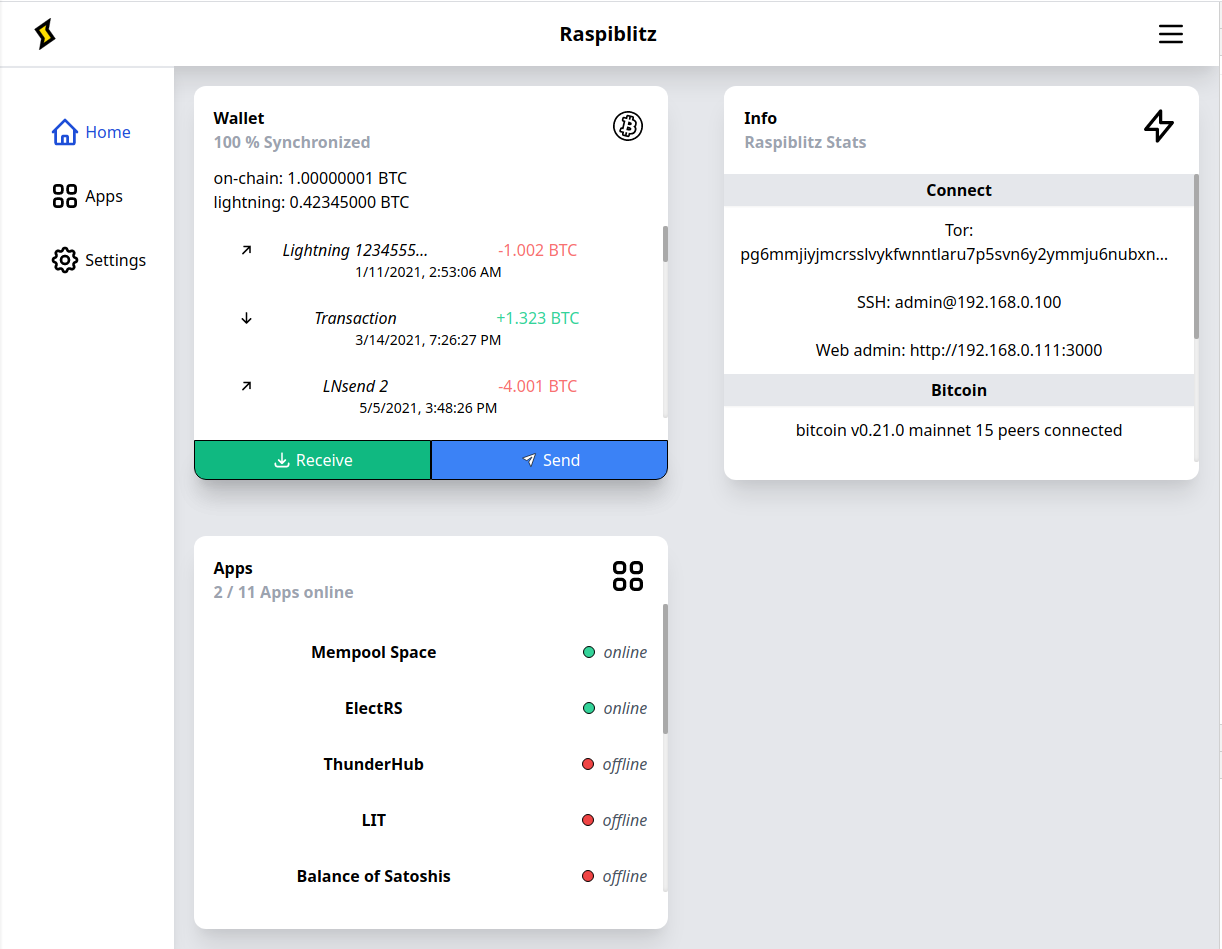 Raspiblitz
Home
Apps
Settings
Wallet
100 % Synchronized
on-chain: 1.00000001 BTC
lightning: 0.42345000 BTC
Lightning 1234555... -1.002 BTC
1/11/2021, 2:53:06 AM
Transaction +1.323 BTC
3/14/2021, 7:26:27 PM
LNsend 2 -4.001 BTC
5/5/2021, 3:48:26 PM
Receive Send
Info
Raspiblitz Stats
Connect
Tor:
pg6mmjiyjmcrsslvykfwnntlaru7p5svn6y2ymmju6nubxn...
SSH: admin@192.168.0.100
Web admin: http://192.168.0.111:3000
Bitcoin
bitcoin v0.21.0 mainnet 15 peers connected
Apps
2 / 11 Apps online
Mempool Space online
ElectRS online
ThunderHub offline
LIT offline
Balance of Satoshis offline